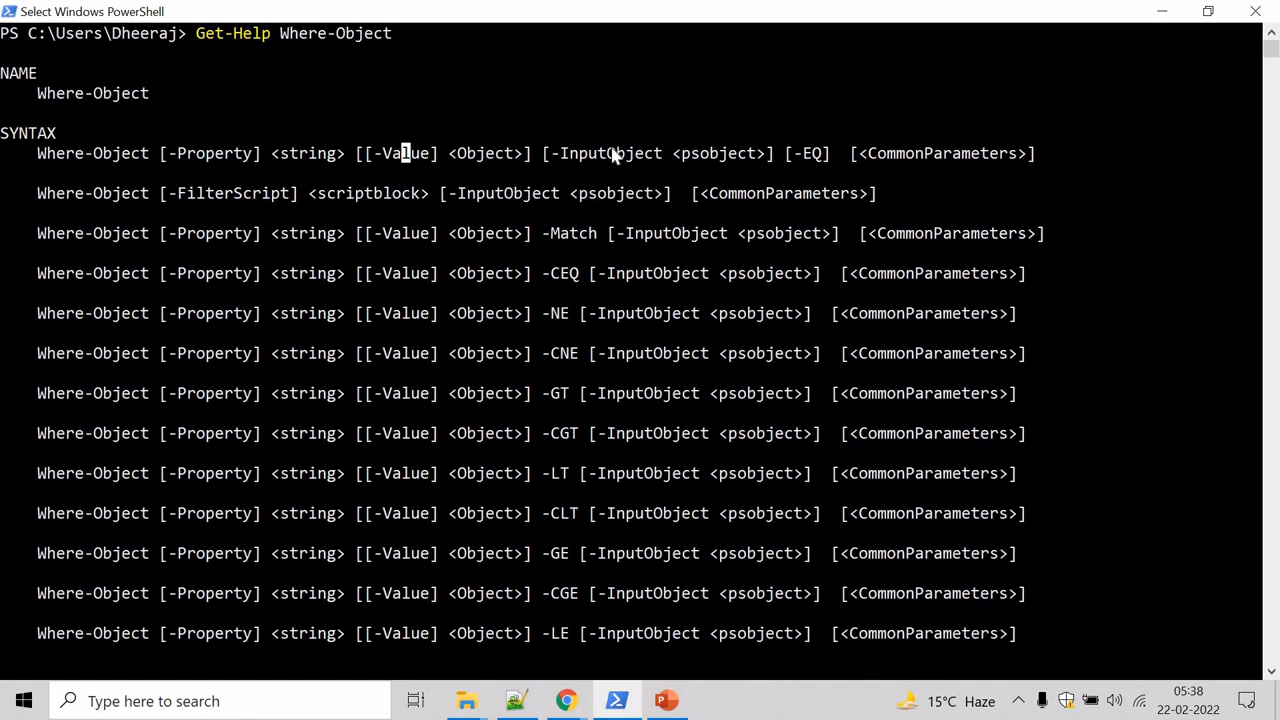 Select Windows PowerShell
PS C:\Users\Dheeraj> Get-Help Where-Object
NAME
Where-Object
SYNTAX
Where-Object [-Property] <string> [[-Value] <Object>] [-InputObject <psobject>] [-EQ]  [<CommonParameters>]
Where-Object [-FilterScript] <scriptblock> [-InputObject <psobject>]  [<CommonParameters>]
Where-Object [-Property] <string> [[-Value] <Object>] -Match [-InputObject <psobject>]  [<CommonParameters>]
Where-Object [-Property] <string> [[-Value] <Object>] -CEQ [-InputObject <psobject>]  [<CommonParameters>]
Where-Object [-Property] <string> [[-Value] <Object>] -NE [-InputObject <psobject>]  [<CommonParameters>]
Where-Object [-Property] <string> [[-Value] <Object>] -CNE [-InputObject <psobject>]  [<CommonParameters>]
Where-Object [-Property] <string> [[-Value] <Object>] -GT [-InputObject <psobject>]  [<CommonParameters>]
Where-Object [-Property] <string> [[-Value] <Object>] -CGT [-InputObject <psobject>]  [<CommonParameters>]
Where-Object [-Property] <string> [[-Value] <Object>] -LT [-InputObject <psobject>]  [<CommonParameters>]
Where-Object [-Property] <string> [[-Value] <Object>] -CLT [-InputObject <psobject>]  [<CommonParameters>]
Where-Object [-Property] <string> [[-Value] <Object>] -GE [-InputObject <psobject>]  [<CommonParameters>]
Where-Object [-Property] <string> [[-Value] <Object>] -CGE [-InputObject <psobject>]  [<CommonParameters>]
Where-Object [-Property] <string> [[-Value] <Object>] -LE [-InputObject <psobject>]  [<CommonParameters>]
Type here to search
15°C Haze
05:38
22-02-2022